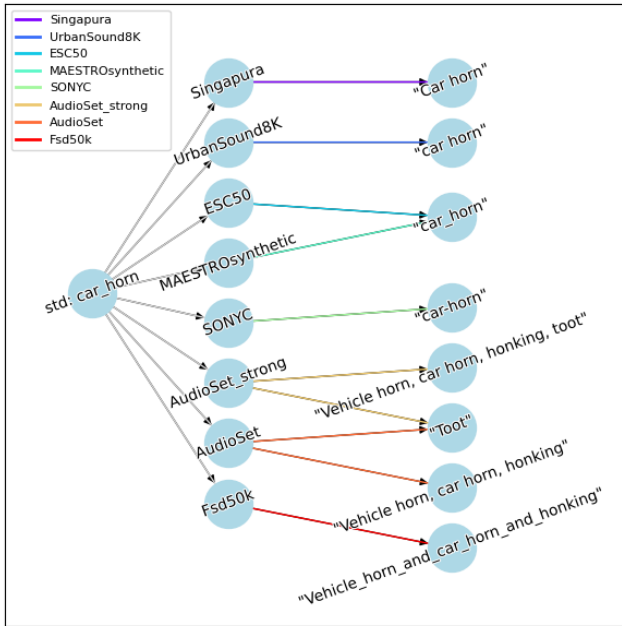 Singapura
UrbanSound8K
ESC50
MAESTROsynthetic
SONYC
AudioSet_strong
AudioSet
Fsd50k
std: car_horn
Singapura
UrbanSound8K
ESC50
MAESTROsynthetic
SONYC
AudioSet_strong
AudioSet
Fsd50k
"Car horn"
"car horn"
"car_horn"
"car-horn"
"Vehicle horn, car horn, honking, toot"
"Toot"
"Vehicle horn, car horn, honking"
"Vehicle_horn_and_car_horn_and_honking"